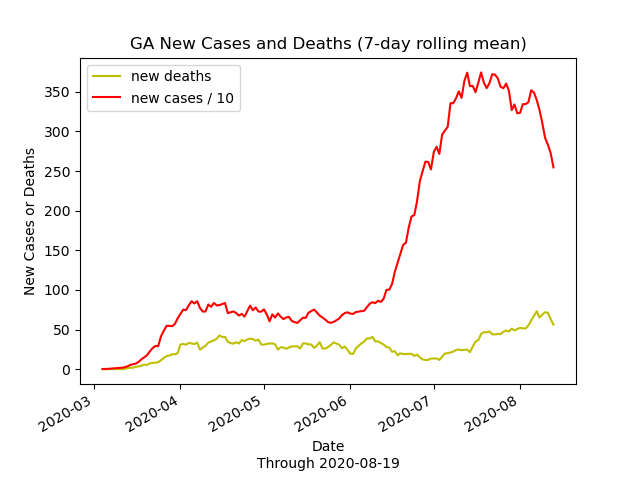 GA New Cases and Deaths (7-day rolling mean)
new deaths
new cases / 10
350
300
250
200
150
100
50
0
New Cases or Deaths
2020-03
2020-04
2020-05
2020-06
2020-07
2020-08
Date
Through 2020-08-19